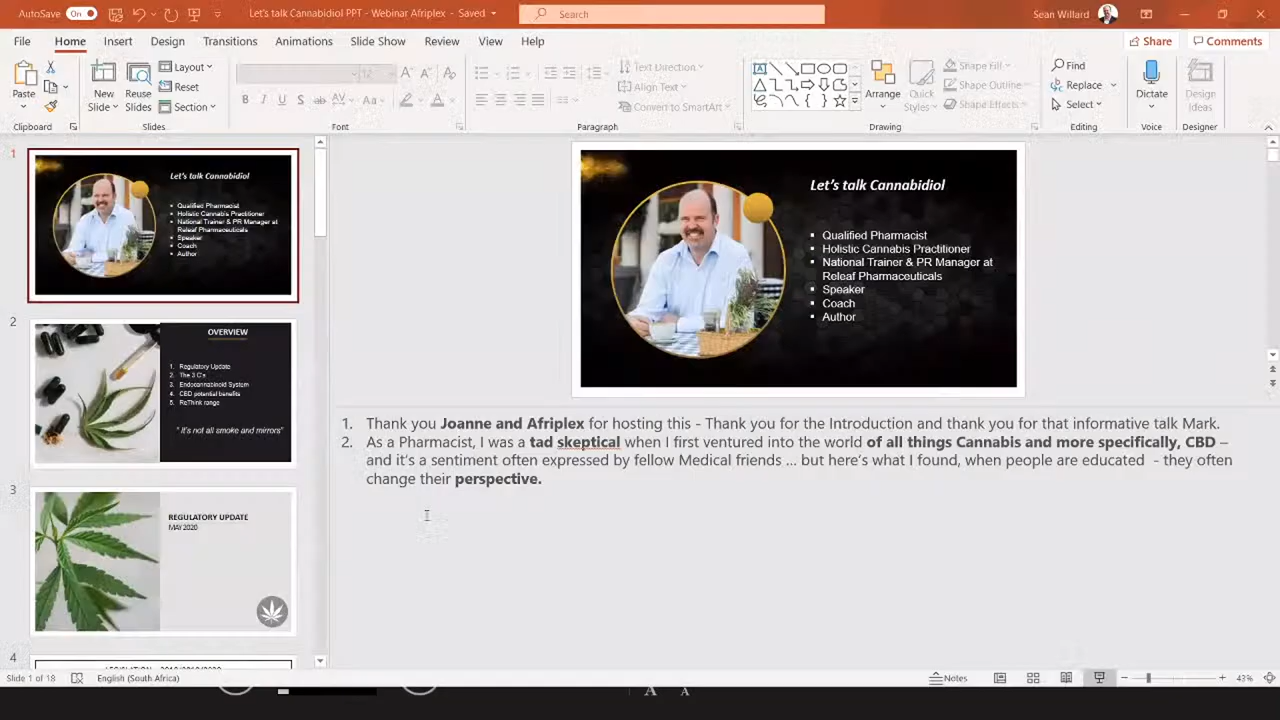 AutoSave On Let's talk Cannabidiol PPT - Webinar Afriplex - Saved Search Sean Willard
File Home Insert Design Transitions Animations Slide Show Review View Help Share Comments
Paste New Slide Reuse Slides Layout Reset Section
12
B I U S ab AV Aa A
Text Direction Align Text Convert to SmartArt
Arrange Quick Styles Shape Fill Shape Outline Shape Effects
Find Replace Select Dictate Design Ideas
Clipboard Slides Font Paragraph Drawing Editing Voice Designer
1
Let's talk Cannabidiol
Qualified Pharmacist
Holistic Cannabis Practitioner
National Trainer & PR Manager at
Releaf Pharmaceuticals
Speaker
Coach
Author
2
OVERVIEW
1. Regulatory Update
2. The 3 C's
3. Endocannabinoid System
4. CBD potential benefits
5. ReThink range
" It's not all smoke and mirrors"
3
REGULATORY UPDATE
MAY 2020
4
Let's talk Cannabidiol
Qualified Pharmacist
Holistic Cannabis Practitioner
National Trainer & PR Manager at
Releaf Pharmaceuticals
Speaker
Coach
Author
1. Thank you Joanne and Afriplex for hosting this - Thank you for the Introduction and thank you for that informative talk Mark.
2. As a Pharmacist, I was a tad skeptical when I first ventured into the world of all things Cannabis and more specifically, CBD –
and it's a sentiment often expressed by fellow Medical friends ... but here's what I found, when people are educated - they often
change their perspective.
Slide 1 of 18 English (South Africa) Notes 43%
A A